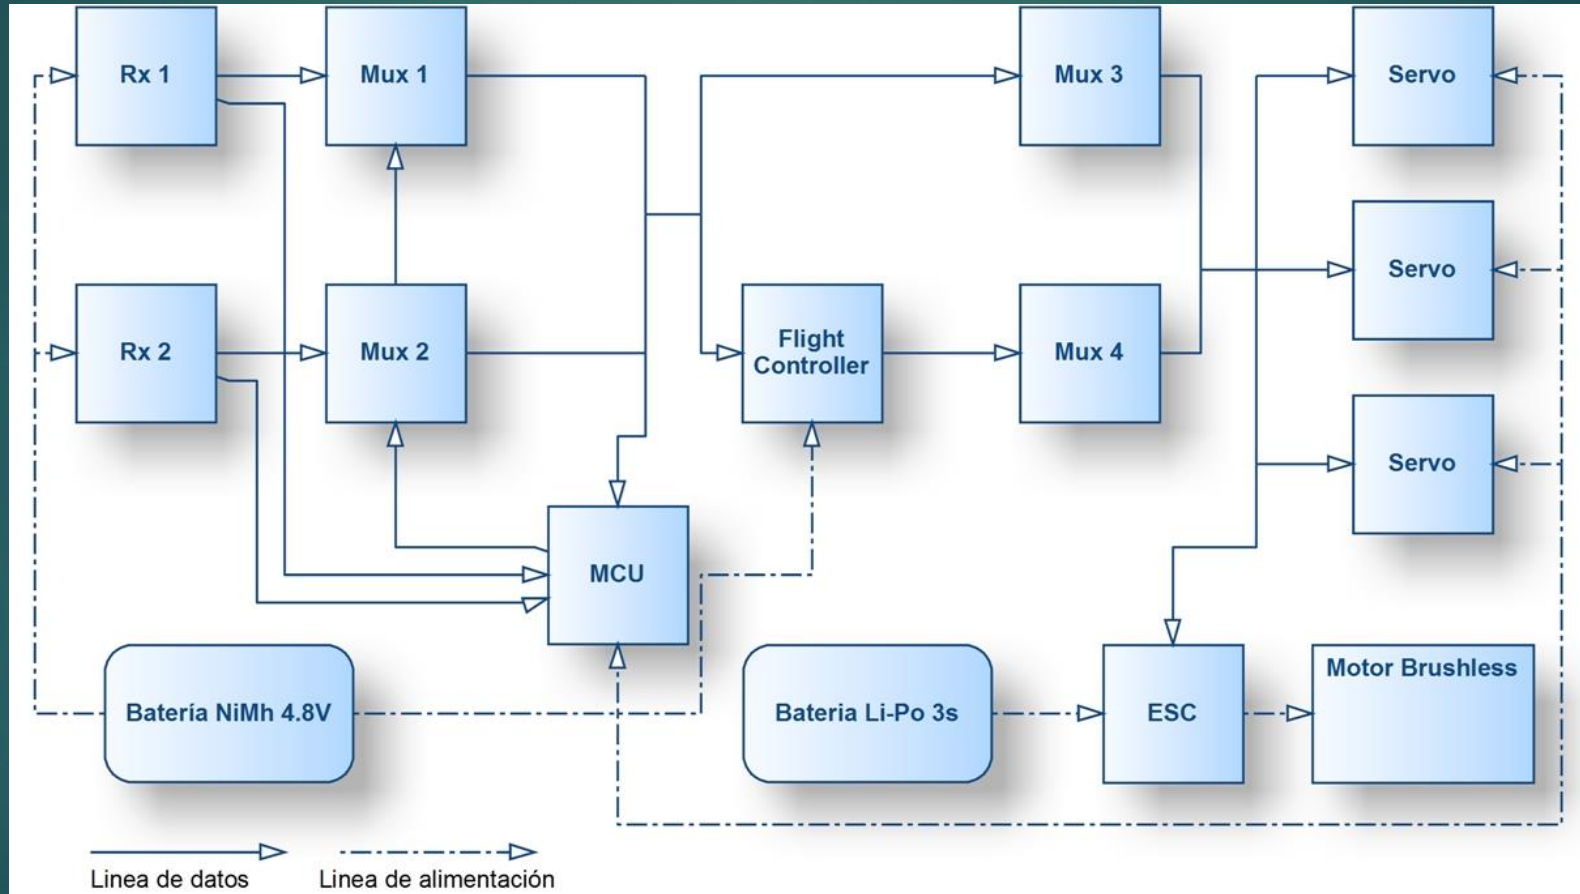 Rx 1
Mux 1
Mux 3
Servo
Servo
Rx 2
Mux 2
Flight
Controller
Mux 4
Servo
MCU
Motor Brushless
Batería NiMh 4.8V
Bateria Li-Po 3s
ESC
Linea de datos
Linea de alimentación